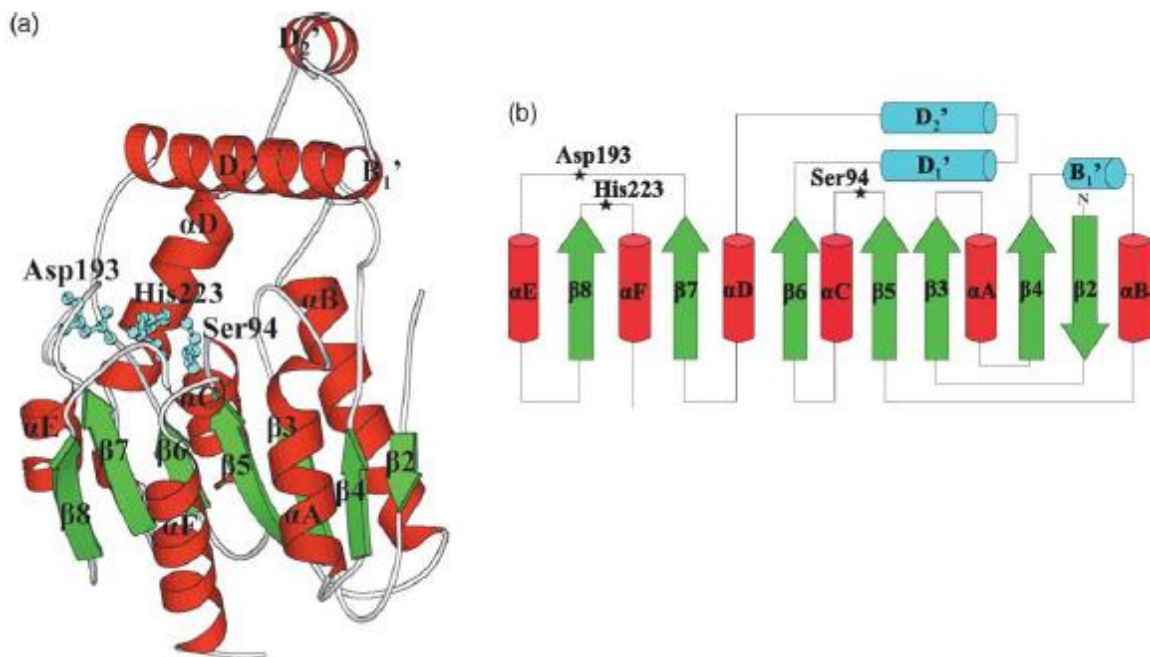 (a)
D₂'
D₁'
B₁'
αD
Asp193
His223
αB
Ser94
αC
αE
β7
β6
β3
β5
β2
β4
β8
αF
αA
(b)
D₂'
Asp193
D₁'
B₁'
His223
Ser94
N
αE
β8
αF
β7
αD
β6
αC
β5
β3
αA
β4
β2
αB